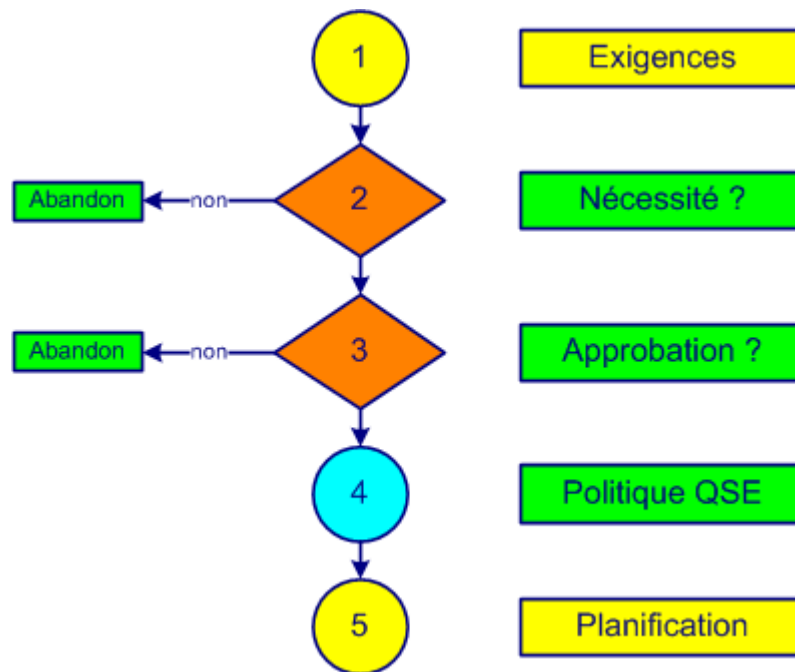 1
Exigences
Abandon
non
2
Nécessité ?
Abandon
non
3
Approbation ?
4
Politique QSE
5
Planification